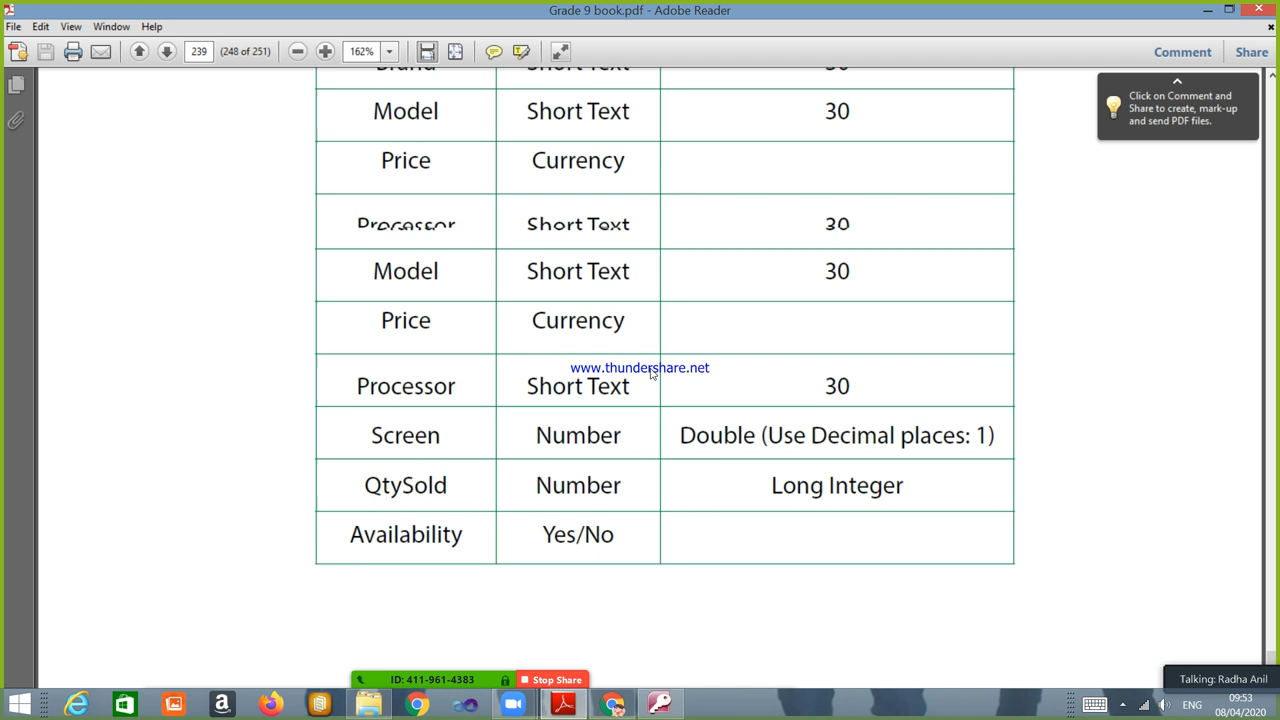 Grade 9 book.pdf - Adobe Reader
File Edit View Window Help
239 (248 of 251) 162% Comment Share
Click on Comment and
Share to create, mark-up
and send PDF files.
Brand Short Text 30
Model Short Text 30
Price Currency
Processor Short Text 30
Model Short Text 30
Price Currency
www.thundershare.net
Processor Short Text 30
Screen Number Double (Use Decimal places: 1)
QtySold Number Long Integer
Availability Yes/No
ID: 411-961-4383 Stop Share
Talking: Radha Anil
ENG 09:53
08/04/2020